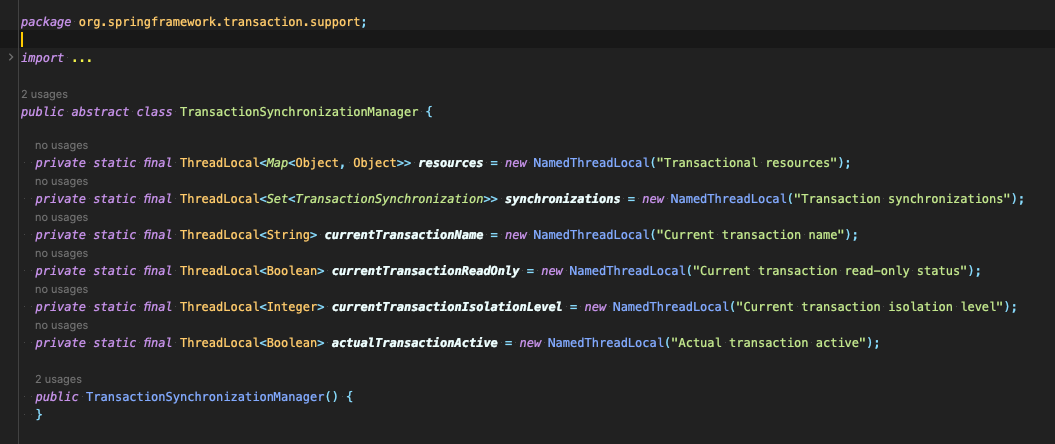 package org.springframework.transaction.support;
import ...
2 usages
public abstract class TransactionSynchronizationManager {
no usages
private static final ThreadLocal<Map<Object, Object>> resources = new NamedThreadLocal("Transactional resources");
no usages
private static final ThreadLocal<Set<TransactionSynchronization>> synchronizations = new NamedThreadLocal("Transaction synchronizations");
no usages
private static final ThreadLocal<String> currentTransactionName = new NamedThreadLocal("Current transaction name");
no usages
private static final ThreadLocal<Boolean> currentTransactionReadOnly = new NamedThreadLocal("Current transaction read-only status");
no usages
private static final ThreadLocal<Integer> currentTransactionIsolationLevel = new NamedThreadLocal("Current transaction isolation level");
no usages
private static final ThreadLocal<Boolean> actualTransactionActive = new NamedThreadLocal("Actual transaction active");
2 usages
public TransactionSynchronizationManager() {
}